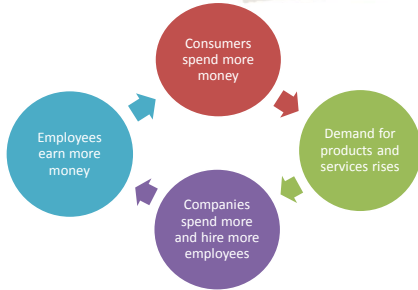 Consumers
spend more
money
Demand for
products and
services rises
Companies
spend more
and hire more
employees
Employees
earn more
money